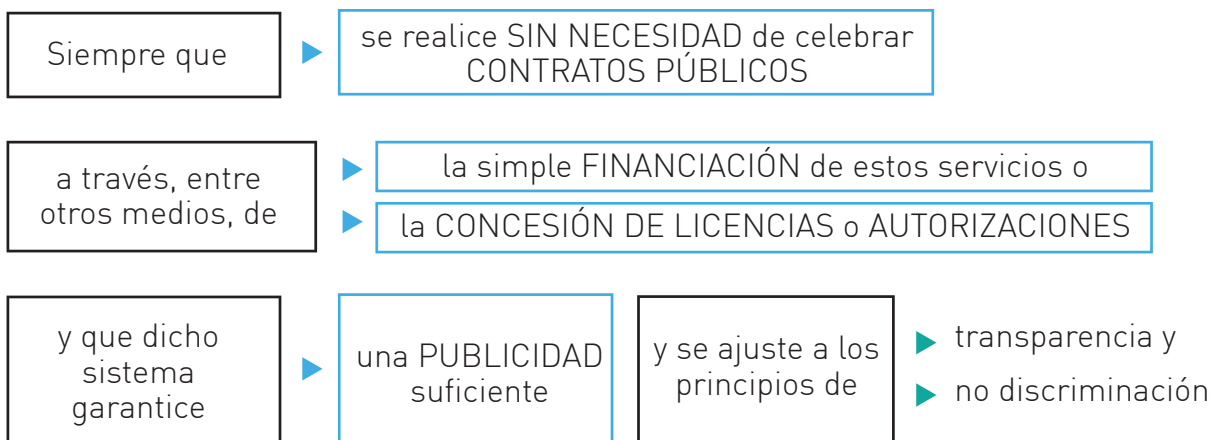 Siempre que
se realice SIN NECESIDAD de celebrar
CONTRATOS PÚBLICOS
a través, entre
otros medios, de
la simple FINANCIACIÓN de estos servicios o
la CONCESIÓN DE LICENCIAS o AUTORIZACIONES
y que dicho
sistema
garantice
una PUBLICIDAD
suficiente
y se ajuste a los
principios de
transparencia y
no discriminación